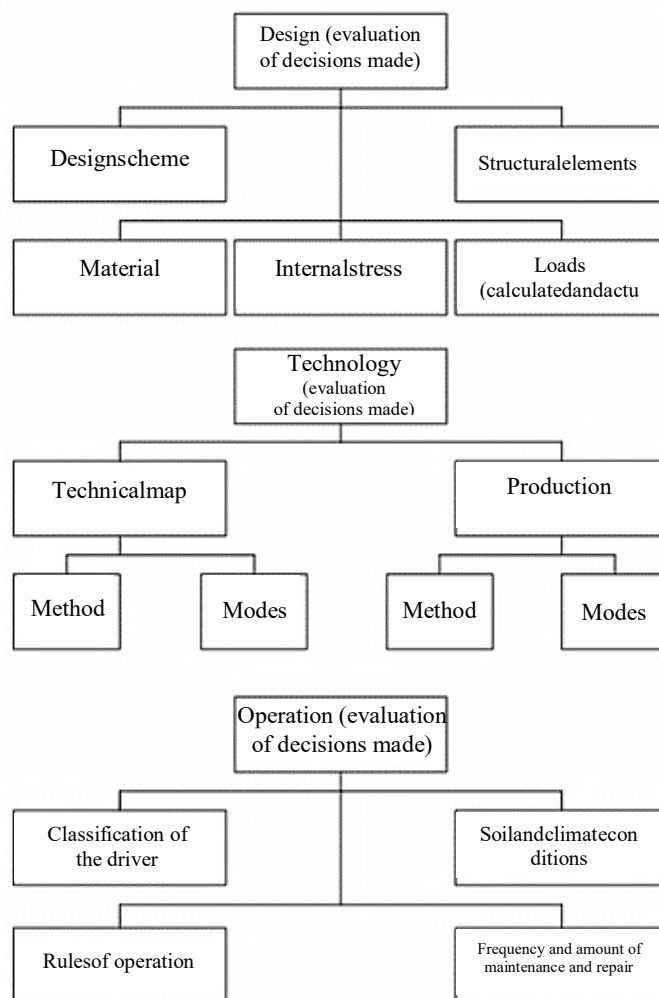 Design (evaluation
of decisions made)
Designscheme
Structuralelements
Material
Internalstress
Loads
(calculatedandactu
Technology
(evaluation
of decisions made)
Technicalmap
Production
Method
Modes
Method
Modes
Operation (evaluation
of decisions made)
Classification of
the driver
Soilandclimatecon
ditions
Rulesof operation
Frequency and amount of
maintenance and repair